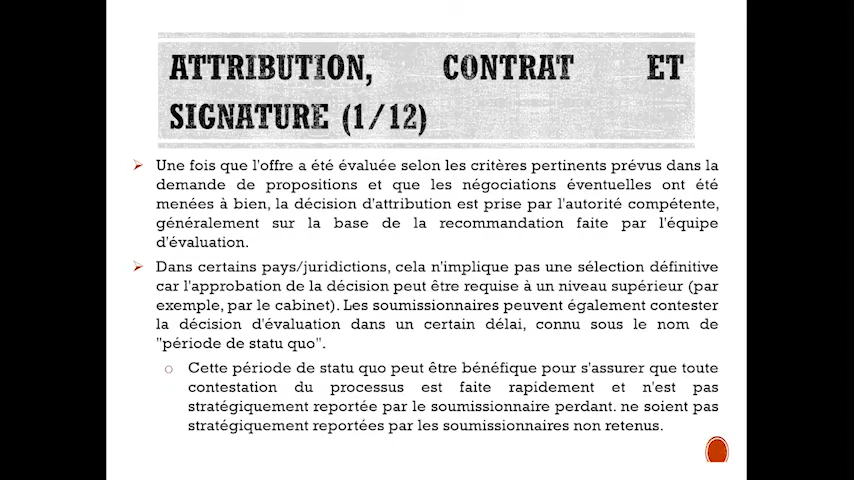 ATTRIBUTION, CONTRAT ET
SIGNATURE (1/12)
Une fois que l'offre a été évaluée selon les critères pertinents prévus dans la
demande de propositions et que les négociations éventuelles ont été
menées à bien, la décision d'attribution est prise par l'autorité compétente,
généralement sur la base de la recommandation faite par l'équipe
d'évaluation.
Dans certains pays/juridictions, cela n'implique pas une sélection définitive
car l'approbation de la décision peut être requise à un niveau supérieur (par
exemple, par le cabinet). Les soumissionnaires peuvent également contester
la décision d'évaluation dans un certain délai, connu sous le nom de
"période de statu quo".
Cette période de statu quo peut être bénéfique pour s'assurer que toute
contestation du processus est faite rapidement et n'est pas
stratégiquement reportée par le soumissionnaire perdant. ne soient pas
stratégiquement reportées par les soumissionnaires non retenus.